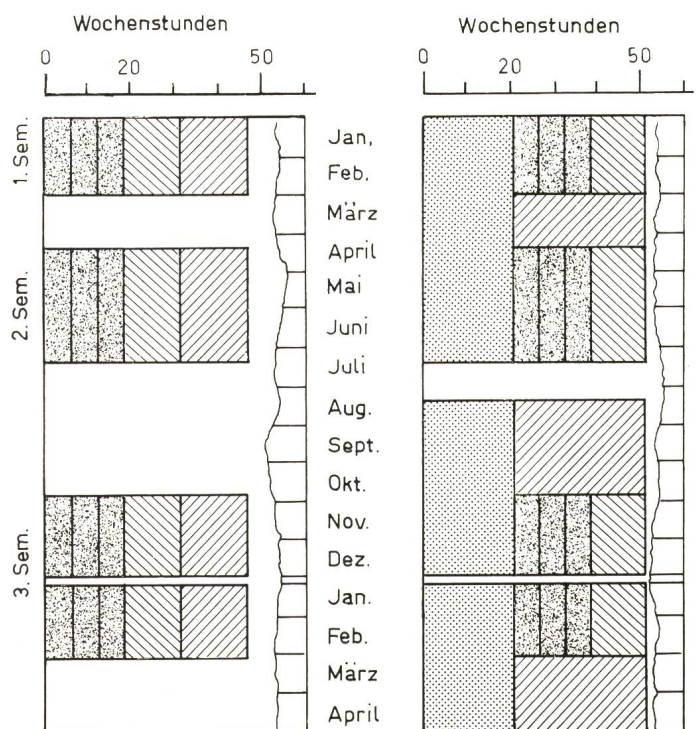 Wochenstunden
0 20 50
Wochenstunden
0 20 50
1. Sem.
2. Sem.
3. Sem.
Jan,
Feb,
März
April
Mai
Juni
Juli
Aug.
Sept.
Okt.
Nov.
Dez.
Jan.
Feb.
März
April